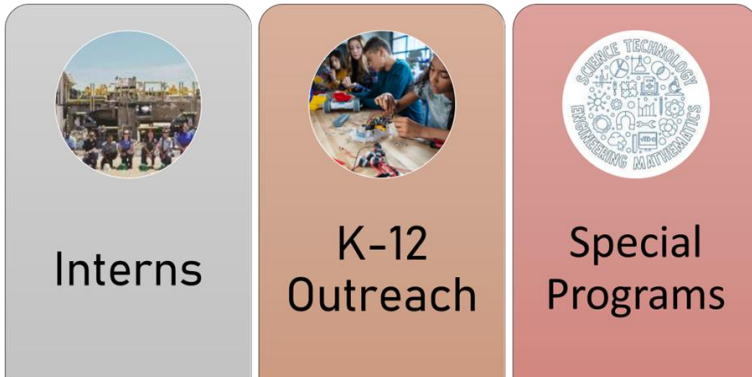 Interns
K-12
Outreach
SCIENCE TECHNOLOGY
ENGINEERING MATHEMATICS
Special
Programs